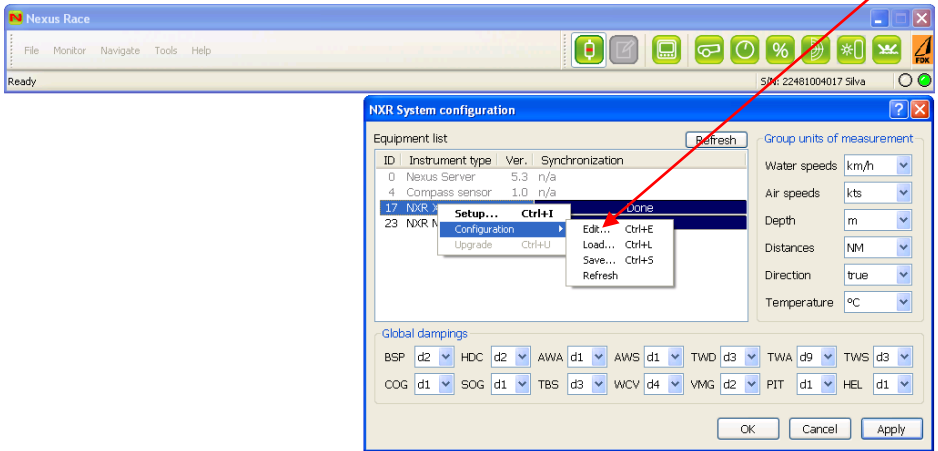 Nexus Race
File Monitor Navigate Tools Help
%
FDK
Ready
S/N: 22481004017 Silva
NXR System configuration
Equipment list
Refresh
Group units of measurement
ID Instrument type Ver. Synchronization
0 Nexus Server 5.3 n/a
4 Compass sensor 1.0 n/a
17 NXR Done
23 NXR
Setup... Ctrl+I
Configuration
Upgrade Ctrl+U
Edit... Ctrl+E
Load... Ctrl+L
Save... Ctrl+S
Refresh
Water speeds km/h
Air speeds kts
Depth m
Distances NM
Direction true
Temperature ºC
Global dampings
BSP d2 HDC d2 AWA d1 AWS d1 TWD d3 TWA d9 TWS d3
COG d1 SOG d1 TBS d3 WCV d4 VMG d2 PIT d1 HEL d1
OK Cancel Apply